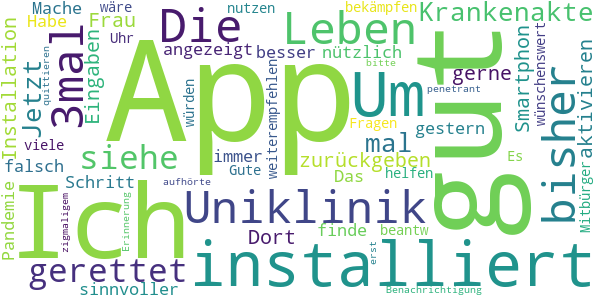 Mache wäre nutzen bekämpfen
Habe Frau Die Leben Krankenakte
Uhr angezeigt besser nützlich gerne
Installation Jetzt Eingaben 3mal App Um gut Smartphon wünschenswert
quittieren würden weiterempfehlen Fragen gestern bisher aktivieren
viele siehe immer zurückgeben mal Es penetrant bitte
falsch Schritt Gute Das helfen Mitbürger
Pandemie Ich aufhörte Uniklinik
zigmaligem Dort finde beantw
gerettet installiert
sinnvoller Erinnerung erst Benachrichtigung